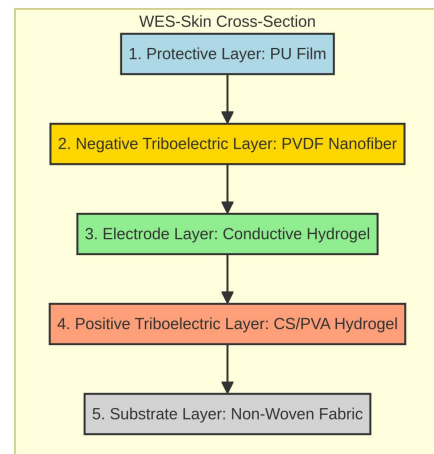 WES-Skin Cross-Section
1. Protective Layer: PU Film
2. Negative Triboelectric Layer: PVDF Nanofiber
3. Electrode Layer: Conductive Hydrogel
4. Positive Triboelectric Layer: CS/PVA Hydrogel
5. Substrate Layer: Non-Woven Fabric